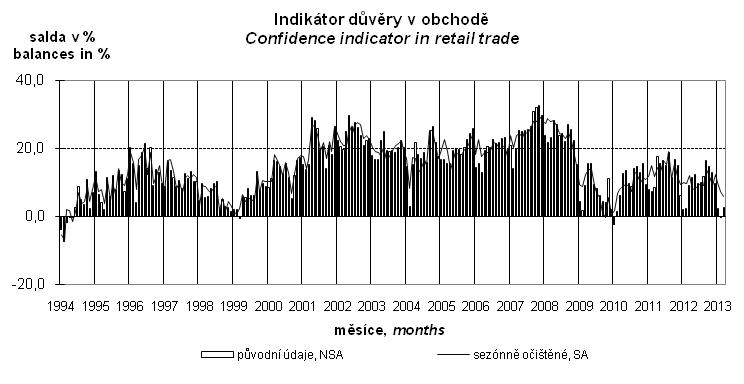 Indikátor důvěry v obchodě
Confidence indicator in retail trade
salda v %
balances in %
40,0
20,0
0,0
-20,0
1994 1995 1996 1997 1998 1999 2000 2001 2002 2003 2004 2005 2006 2007 2008 2009 2010 2011 2012 2013
měsíce, months
původní údaje, NSA
sezónně očištěné, SA